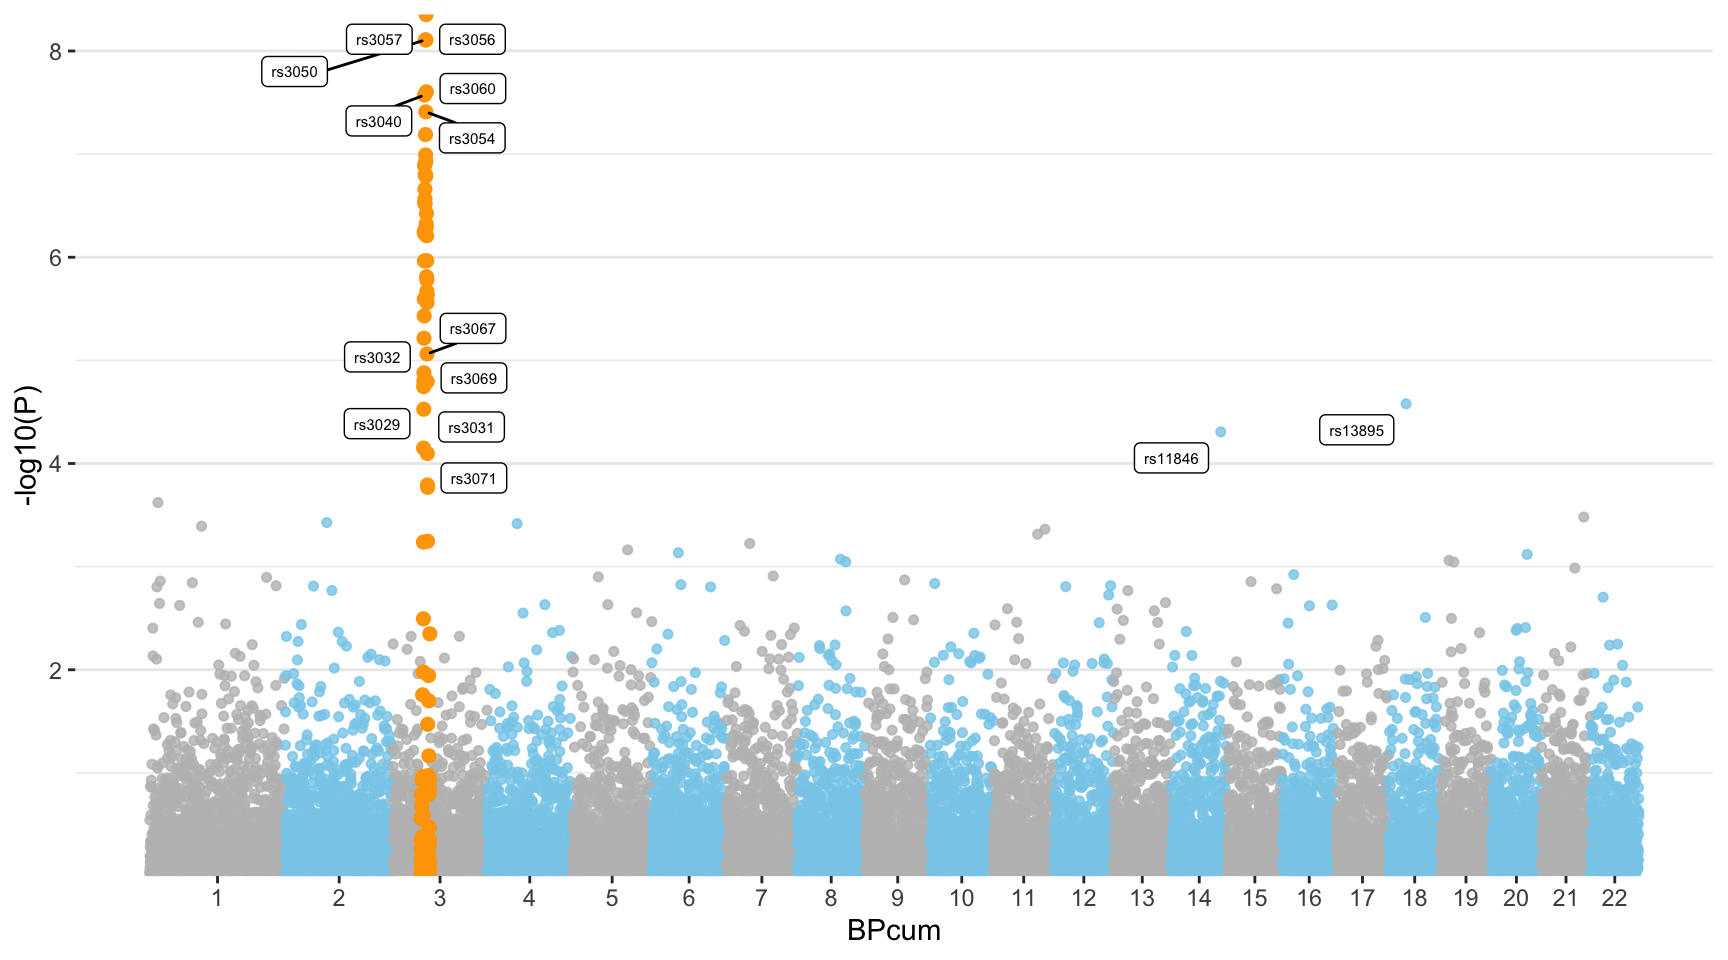 8
6
4
2
-log10(P)
rs3057
rs3056
rs3050
rs3060
rs3040
rs3054
rs3067
rs3032
rs3069
rs3029
rs3031
rs3071
rs13895
rs11846
1 2 3 4 5 6 7 8 9 10 11 12 13 14 15 16 17 18 19 20 21 22
BPcum